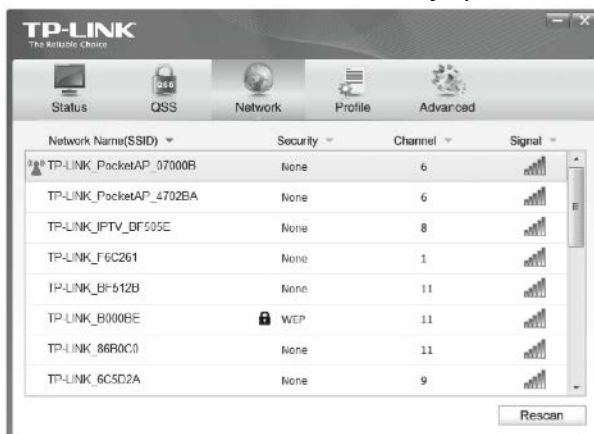 TP-LINK
The Reliable Choice
QSS
Status QSS Network Profile Advanced
Network Name(SSID) Security Channel Signal
TP-LINK_PocketAP_07000B None 6
TP-LINK_PocketAP_4702BA None 6
TP-LINK_IPTV_BF505E None 8
TP-LINK_F6C261 None 1
TP-LINK_BF512B None 11
TP-LINK_B000BE WEP 11
TP-LINK_86B0C0 None 11
TP-LINK_6C5D2A None 9
Rescan